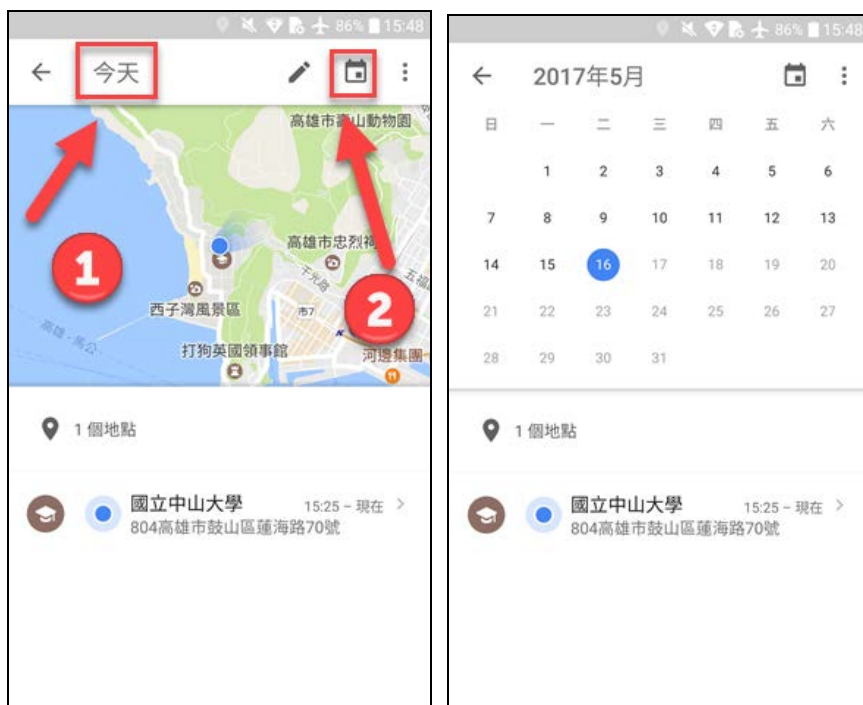 86% 15:48
今天
高雄市壽山動物園
高雄市忠烈祠
西子灣風景區
市7
打狗英國領事館
河邊集團
高雄-馬公
1
2
1 個地點
國立中山大學 15:25 – 現在
804高雄市鼓山區蓮海路70號
86% 15:48
2017年5月
日 一 二 三 四 五 六
1 2 3 4 5 6
7 8 9 10 11 12 13
14 15 16 17 18 19 20
21 22 23 24 25 26 27
28 29 30 31
1 個地點
國立中山大學 15:25 – 現在
804高雄市鼓山區蓮海路70號